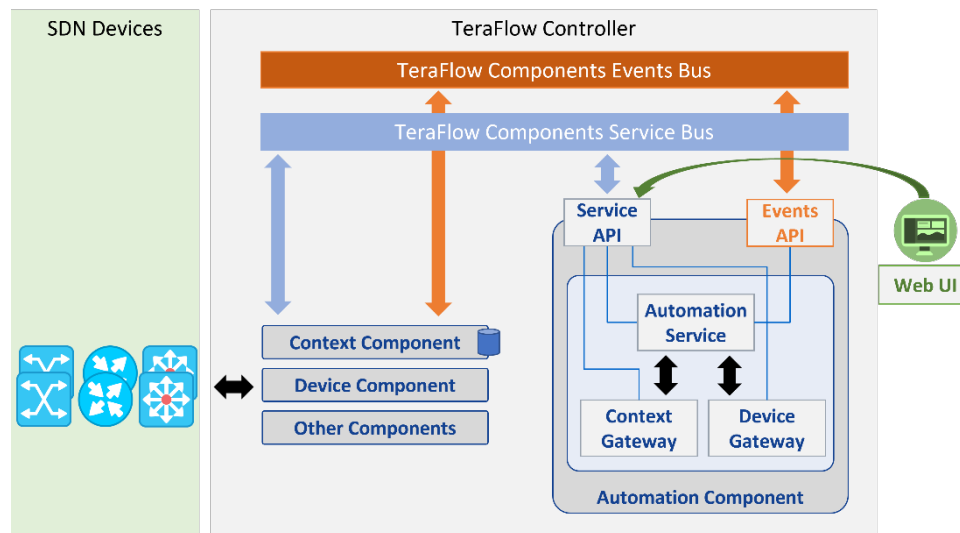 SDN Devices
TeraFlow Controller
TeraFlow Components Events Bus
TeraFlow Components Service Bus
Service
API
Events
API
Web UI
Automation
Service
Context Component
Device Component
Other Components
Context
Gateway
Device
Gateway
Automation Component